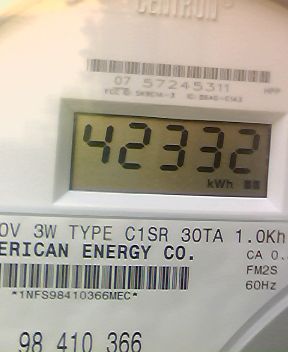 CENTRON®
07 57245311
42332
kWh
0V 3W TYPE C1SR 30TA 1.0Kh
ERICAN ENERGY CO.
CA 0.
FM2S
60Hz
*1NFS98410366MEC*
98 410 366